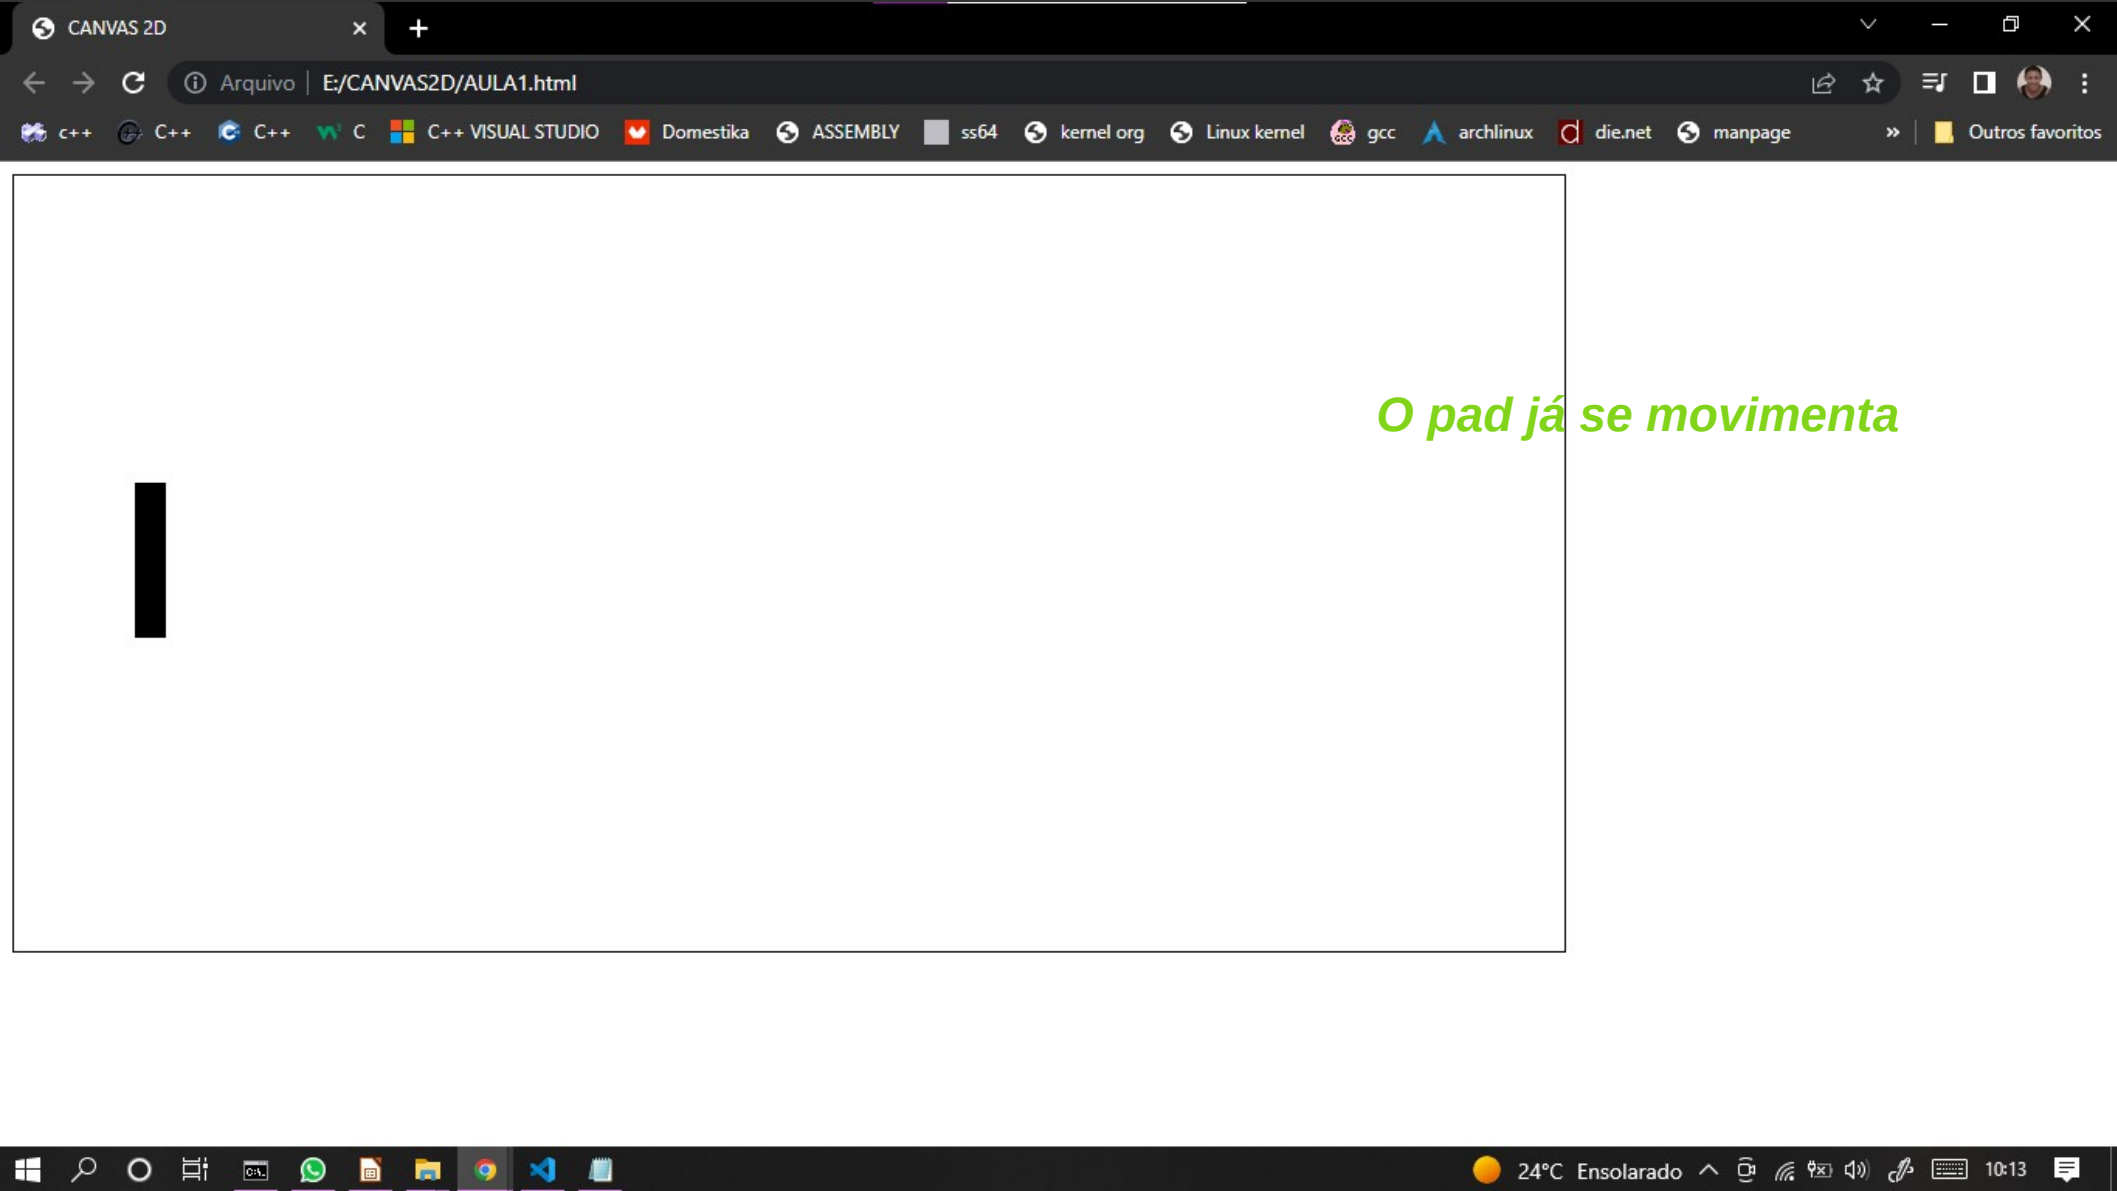 CANVAS 2D
Arquivo | E:/CANVAS2D/AULA1.html
c++ C++ C++ C C++ VISUAL STUDIO Domestika ASSEMBLY ss64 kernel org Linux kernel gcc archlinux die.net manpage » Outros favoritos
O pad já se movimenta
24°C Ensolarado 10:13